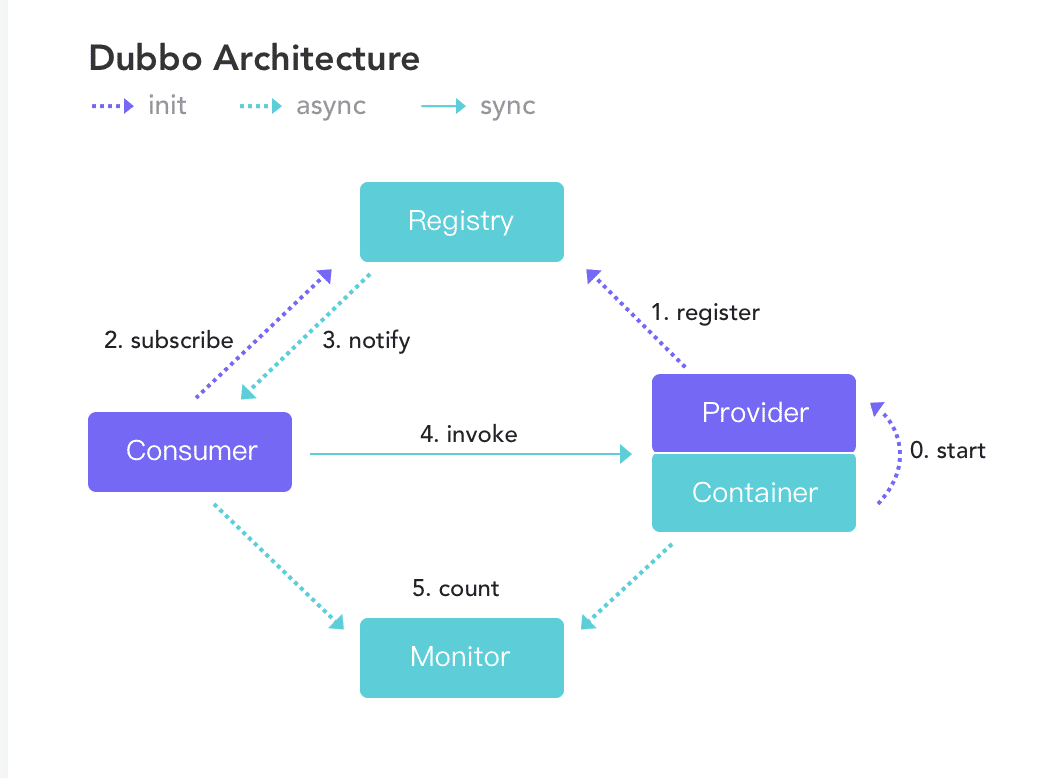 Dubbo Architecture
init async sync
Registry
1. register
2. subscribe 3. notify
Provider
4. invoke
Consumer 0. start
Container
5. count
Monitor